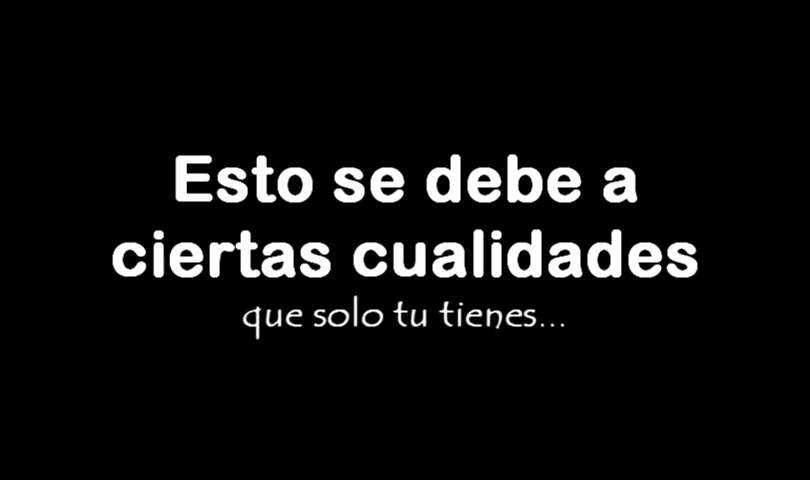 Esto se debe a
ciertas cualidades
que solo tu tienes...